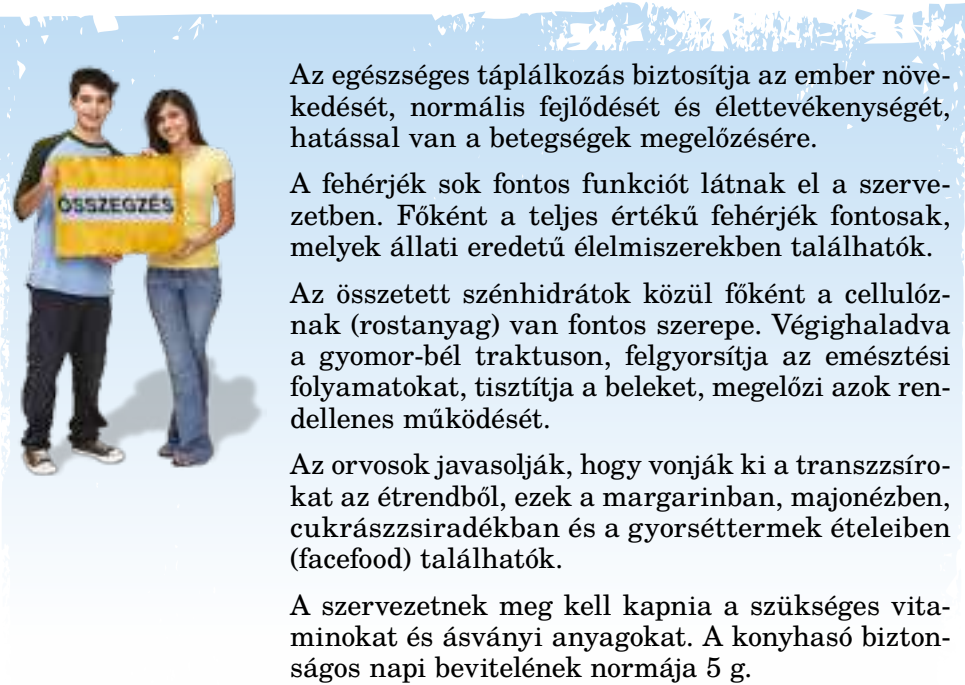 ÖSSZEGZÉS
Az egészséges táplálkozás biztosítja az ember növe-
kedését, normális fejlődését és élettevékenységét,
hatással van a betegségek megelőzésére.
A fehérjék sok fontos funkciót látnak el a szerve-
zetben. Főként a teljes értékű fehérjék fontosak,
melyek állati eredetű élelmiszerekben találhatók.
Az összetett szénhidrátok közül főként a cellulóz-
nak (rostanyag) van fontos szerepe. Végighaladva
a gyomor-bél traktuson, felgyorsítja az emésztési
folyamatokat, tisztítja a beleket, megelőzi azok ren-
dellenes működését.
Az orvosok javasolják, hogy vonják ki a transzzsíro-
kat az étrendből, ezek a margarinban, majonézben,
cukrászzsiradékban és a gyorséttermek ételeiben
(facefood) találhatók.
A szervezetnek meg kell kapnia a szükséges vita-
minokat és ásványi anyagokat. A konyhasó bizton-
ságos napi bevitelének normája 5 g.